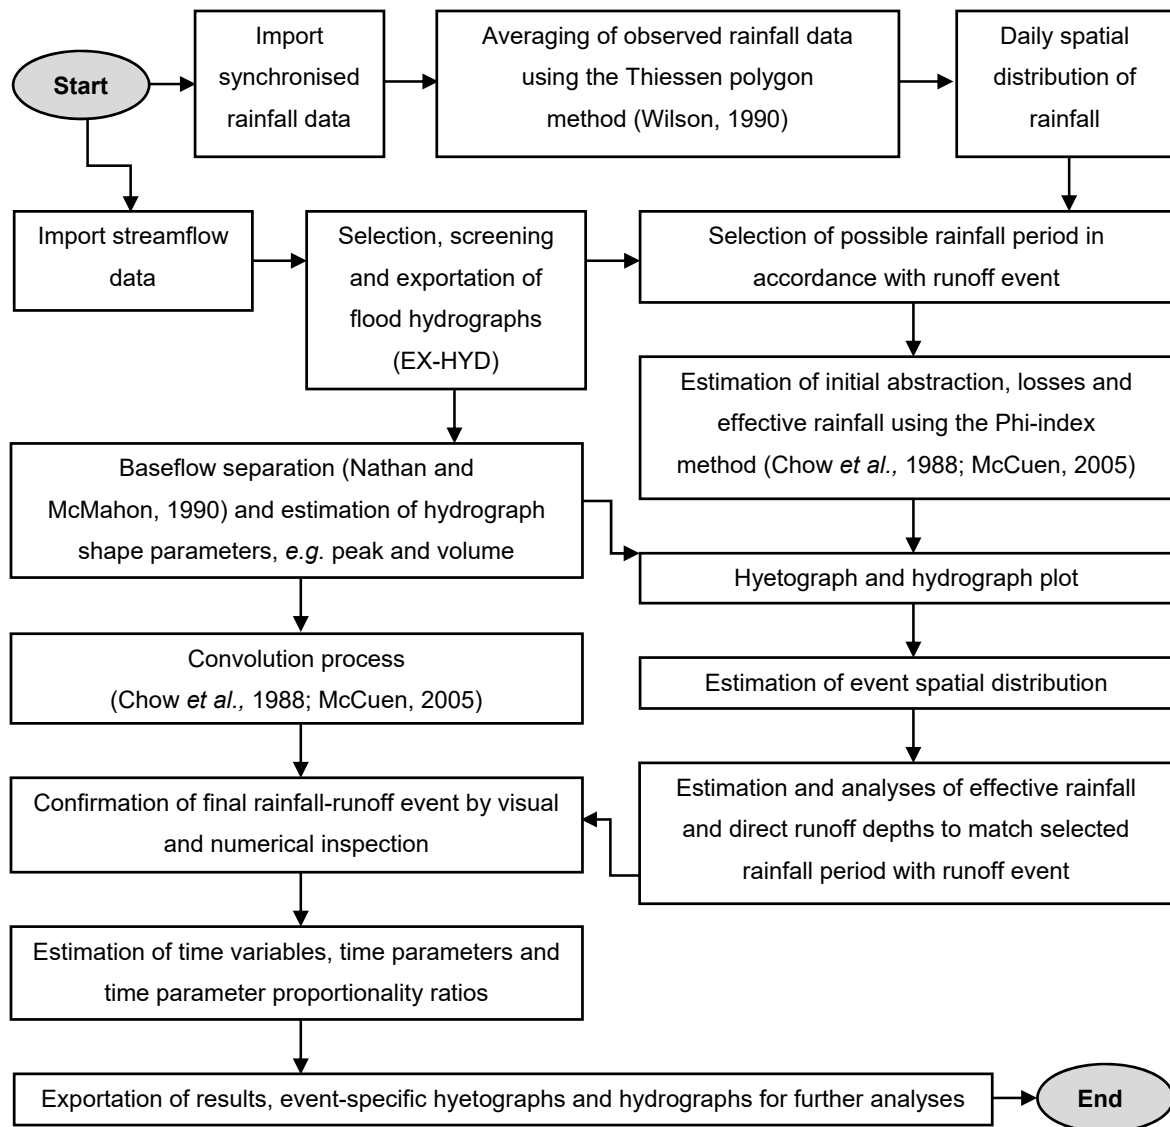 Start
Import
synchronised
rainfall data
Averaging of observed rainfall data
using the Thiessen polygon
method (Wilson, 1990)
Daily spatial
distribution of
rainfall
Import streamflow
data
Selection, screening
and exportation of
flood hydrographs
(EX-HYD)
Selection of possible rainfall period in
accordance with runoff event
Estimation of initial abstraction, losses and
effective rainfall using the Phi-index
method (Chow et al., 1988; McCuen, 2005)
Baseflow separation (Nathan and
McMahon, 1990) and estimation of hydrograph
shape parameters, e.g. peak and volume
Hyetograph and hydrograph plot
Convolution process
(Chow et al., 1988; McCuen, 2005)
Estimation of event spatial distribution
Estimation and analyses of effective rainfall
and direct runoff depths to match selected
rainfall period with runoff event
Confirmation of final rainfall-runoff event by visual
and numerical inspection
Estimation of time variables, time parameters and
time parameter proportionality ratios
Exportation of results, event-specific hyetographs and hydrographs for further analyses
End